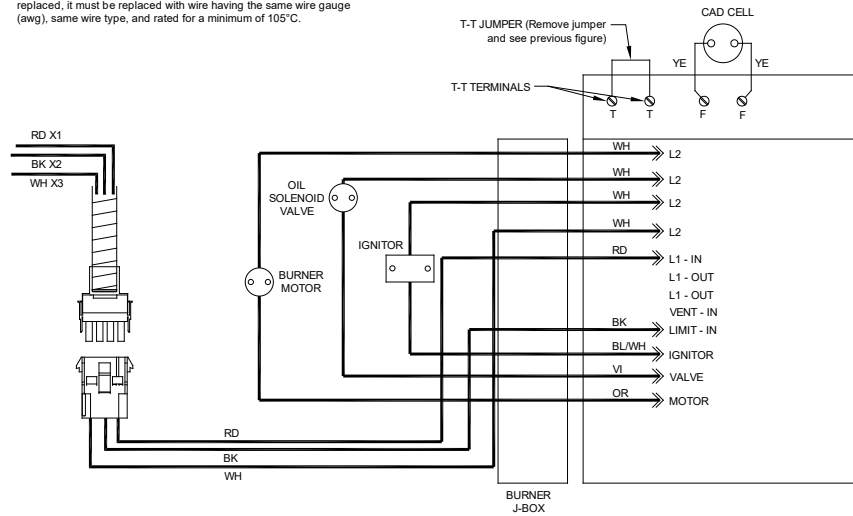 replaced, it must be replaced with wire having the same wire gauge
(awg), same wire type, and rated for a minimum of 105°C.
CAD CELL
T-T JUMPER (Remove jumper
and see previous figure)
YE
YE
T-T TERMINALS
T
T
F
F
RD X1
BK X2
WH X3
WH
L2
WH
L2
OIL
SOLENOID
VALVE
WH
L2
WH
L2
IGNITOR
RD
L1 - IN
BURNER
MOTOR
L1 - OUT
L1 - OUT
VENT - IN
BK
LIMIT - IN
BL/WH
IGNITOR
VI
VALVE
OR
MOTOR
RD
BK
WH
BURNER
J-BOX